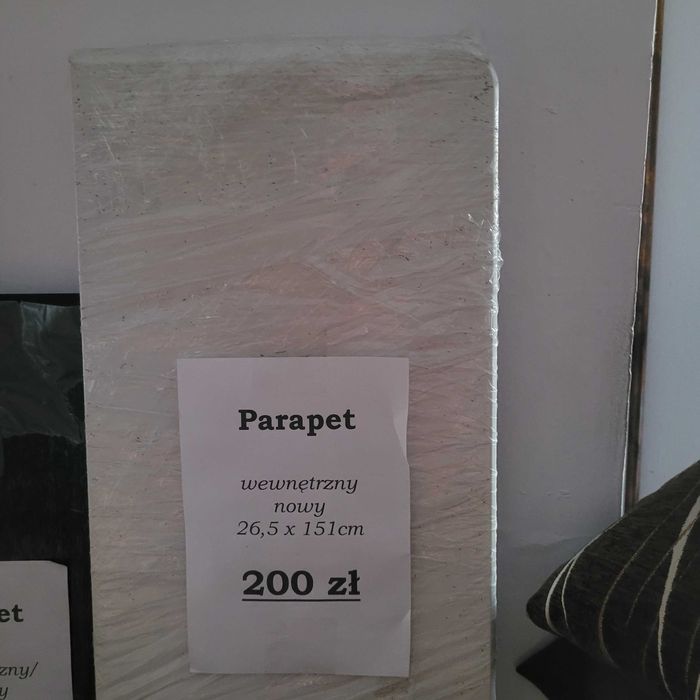 Parapet
wewnętrzny
nowy
26,5 x 151cm
200 zł
et
zny/
y